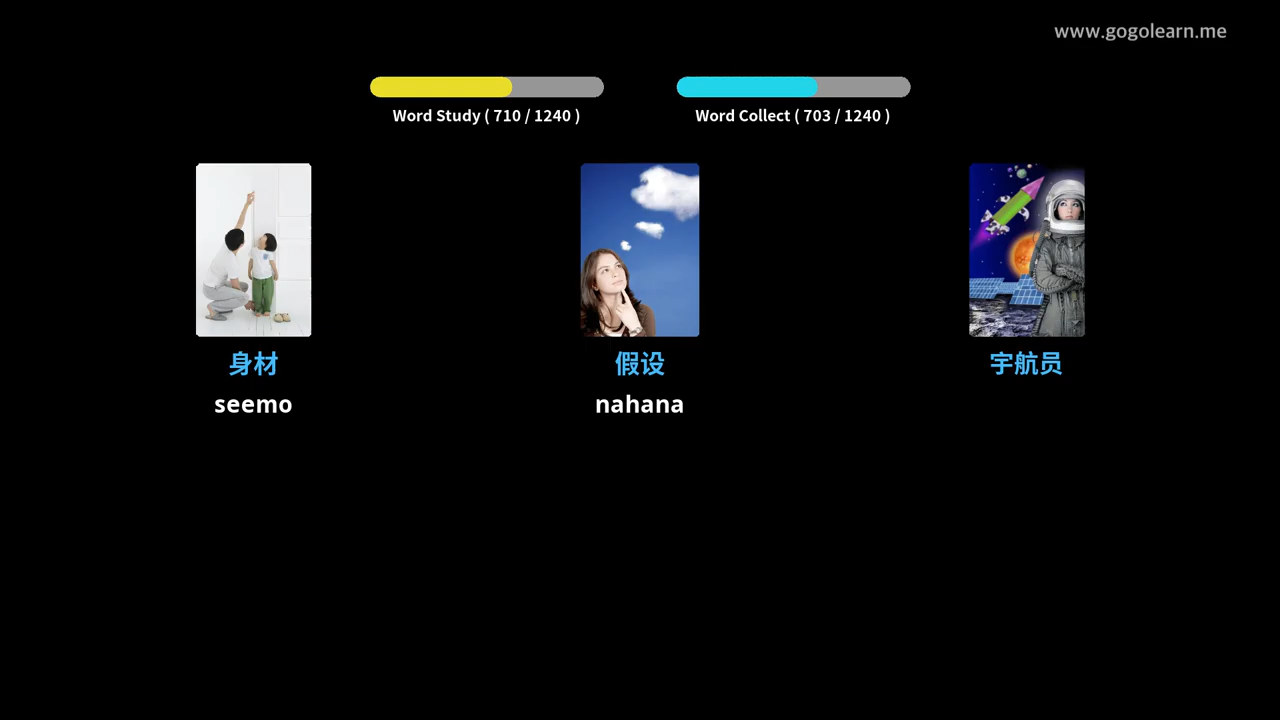 www.gogolearn.me
Word Study ( 710 / 1240 )
Word Collect ( 703 / 1240 )
身材
假设
宇航员
seemo
nahana